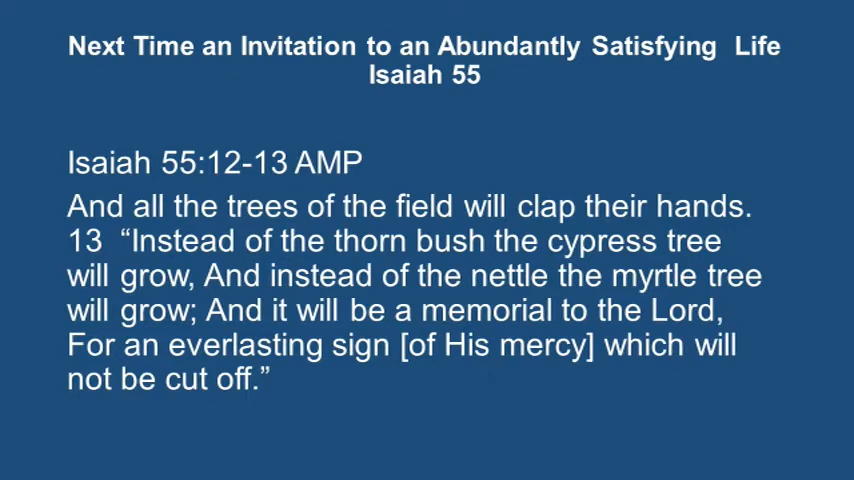 Next Time an Invitation to an Abundantly Satisfying Life
Isaiah 55
Isaiah 55:12-13 AMP
And all the trees of the field will clap their hands.
13 “Instead of the thorn bush the cypress tree
will grow, And instead of the nettle the myrtle tree
will grow; And it will be a memorial to the Lord,
For an everlasting sign [of His mercy] which will
not be cut off.”